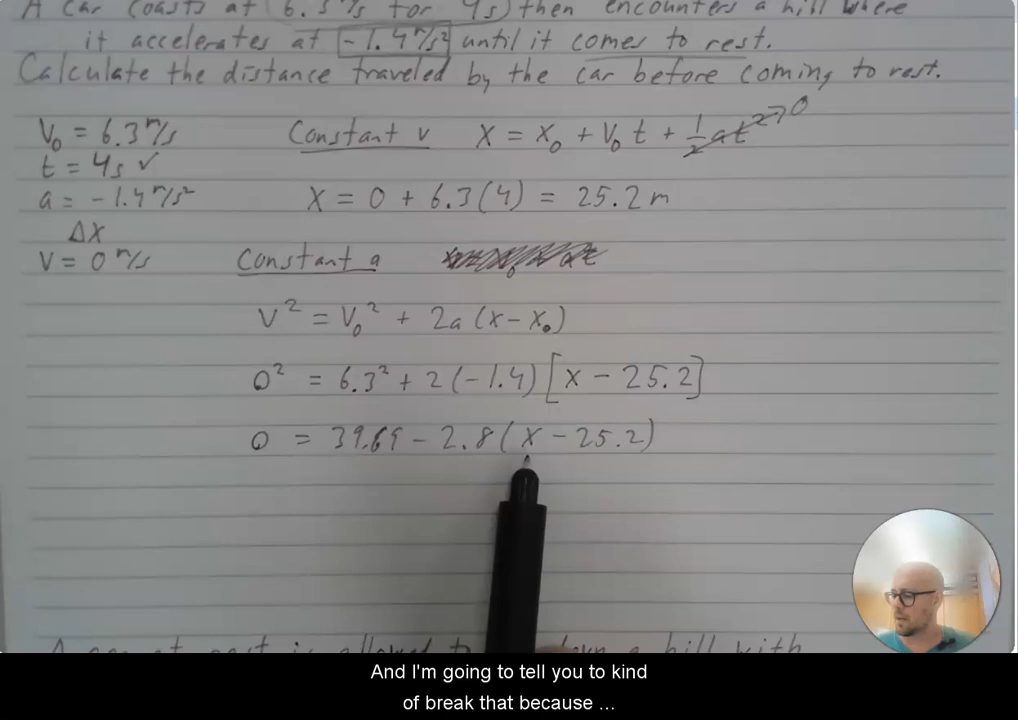 A car coasts at 6.3 m/s for 4s then encounters a hill where
it accelerates at -1.4 m/s² until it comes to rest.
Calculate the distance traveled by the car before coming to rest.
V₀ = 6.3 m/s
Constant v X = X₀ + V₀ t + ½at² → 0
t = 4s ✓
a = -1.4 m/s²
X = 0 + 6.3(4) = 25.2 m
ΔX
V = 0 m/s
Constant a
V² = V₀² + 2a (X - X₀)
0² = 6.3² + 2(-1.4) [X - 25.2]
0 = 39.69 - 2.8 (X - 25.2)
a hill with
And I'm going to tell you to kind
of break that because ...